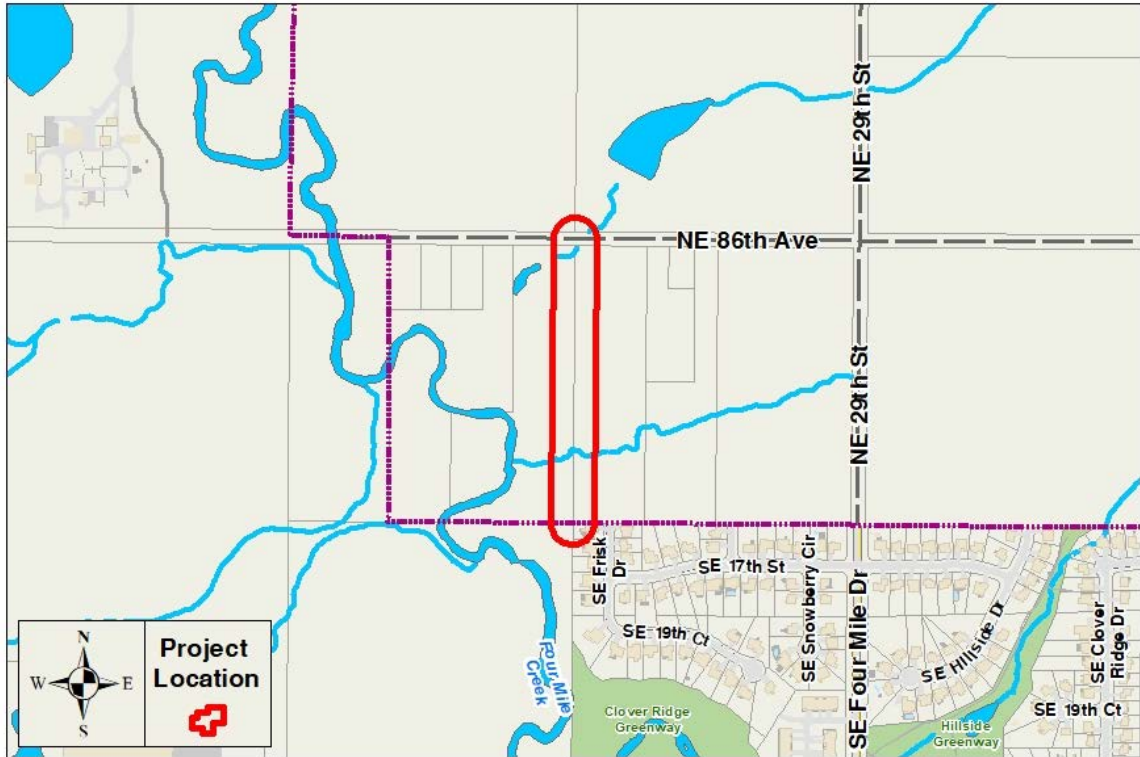 NE 29th St
NE 86th Ave
NE 29th St
SE Frisk
Dr
SE 17th St
SE Snowberry Cir
SE Four Mile Dr
SE Hillside Dr
SE Clover
Ridge Dr
SE 19th Ct
SE 19th Ct
Four Mile
Creek
Clover Ridge
Greenway
Hillside
Greenway
N
W
E
S
Project
Location